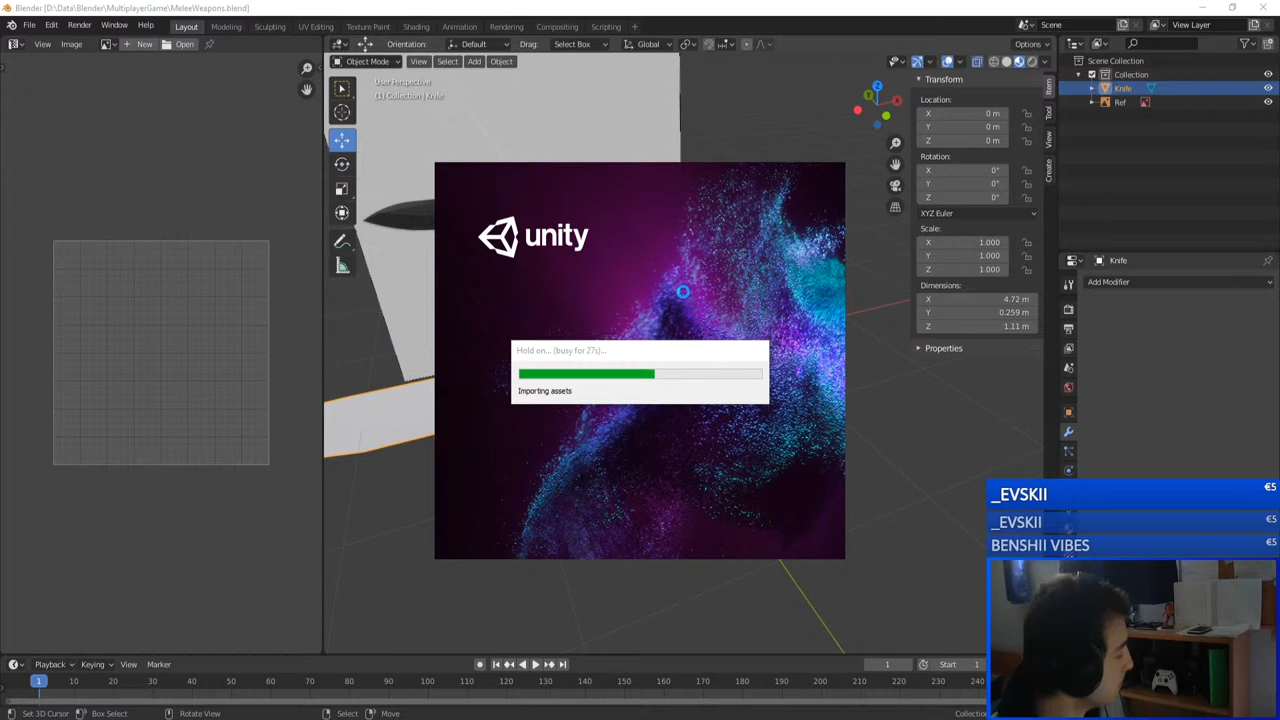 Blender [D:\Data\Blender\MultiplayerGame\MeleeWeapons.blend]
File Edit Render Window Help Layout Modeling Sculpting UV Editing Texture Paint Shading Animation Rendering Compositing Scripting + Scene View Layer
View Image New Open Orientation: Default Drag: Select Box Global Options
Object Mode View Select Add Object
User Perspective
(1) Collection | Knife
Z
X
Y
Transform
Location:
X 0 m
Y 0 m
Z 0 m
Rotation:
X 0°
Y 0°
Z 0°
XYZ Euler
Scale:
X 1.000
Y 1.000
Z 1.000
Dimensions:
X 4.72 m
Y 0.259 m
Z 1.11 m
Properties
Item
Tool
View
Create
Scene Collection
Collection
Knife
Ref
Knife
Add Modifier
unity
Hold on... (busy for 27s)...
Importing assets
_EVSKII €5
_EVSKII €5
BENSHII VIBES €5
Playback Keying View Marker 1 Start 1
1 10 20 30 40 50 60 70 80 90 100 110 120 130 140 150 160 170 180 190 200 210 220 230 240
Set 3D Cursor Box Select Rotate View Select Move Collection